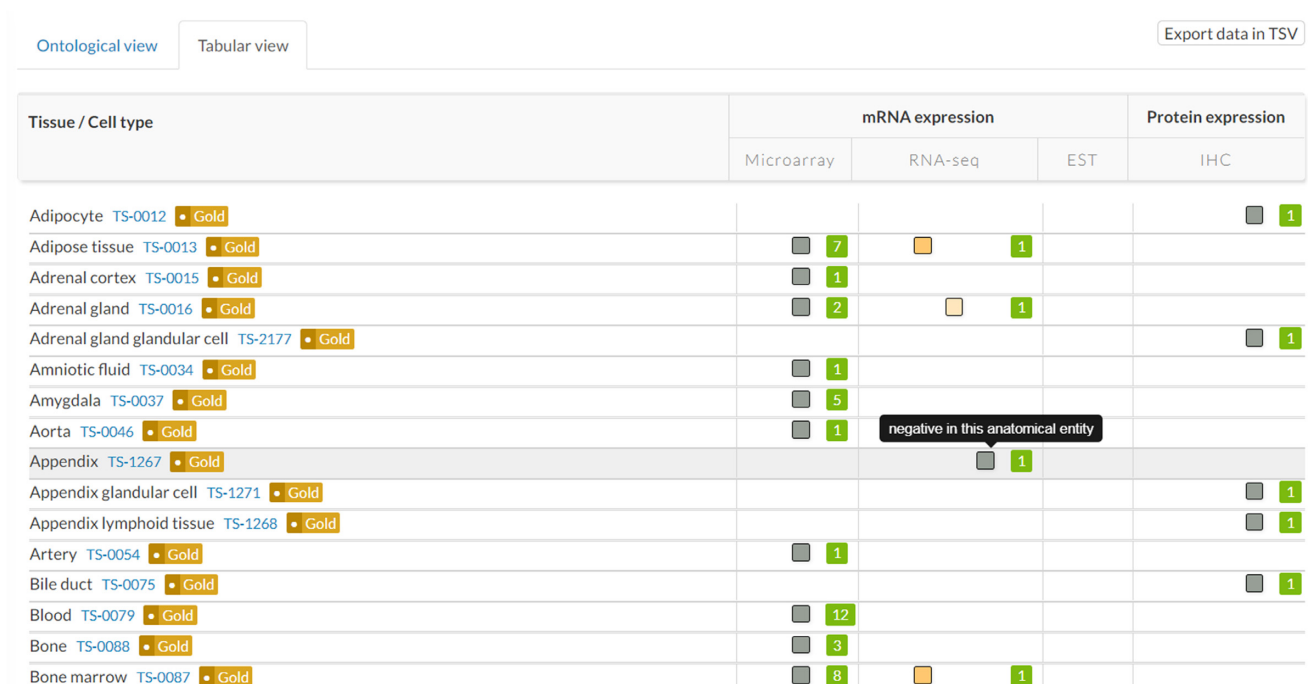 Ontological view Tabular view Export data in TSV
Tissue / Cell type mRNA expression Protein expression
Microarray RNA-seq EST IHC
Adipocyte TS-0012 Gold 1
Adipose tissue TS-0013 Gold 7 1
Adrenal cortex TS-0015 Gold 1
Adrenal gland TS-0016 Gold 2 1
Adrenal gland glandular cell TS-2177 Gold 1
Amniotic fluid TS-0034 Gold 1
Amygdala TS-0037 Gold 5
Aorta TS-0046 Gold 1 negative in this anatomical entity
Appendix TS-1267 Gold 1
Appendix glandular cell TS-1271 Gold 1
Appendix lymphoid tissue TS-1268 Gold 1
Artery TS-0054 Gold 1
Bile duct TS-0075 Gold 1
Blood TS-0079 Gold 12
Bone TS-0088 Gold 3
Bone marrow TS-0087 Gold 8 1